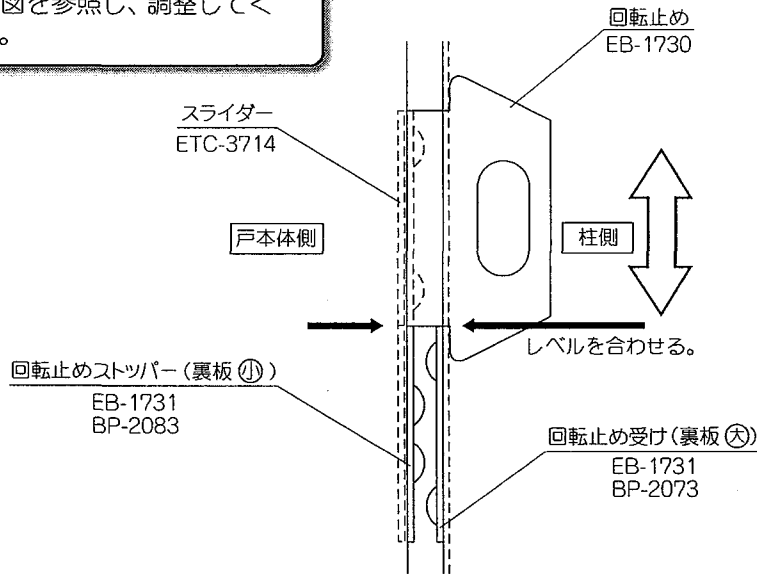 図を参照し、調整してく
。
回転止め
EB-1730
スライダー
ETC-3714
戸本体側
柱側
レベルを合わせる。
回転止めストッパー(裏板㊤小)
EB-1731
BP-2083
回転止め受け(裏板大)
EB-1731
BP-2073